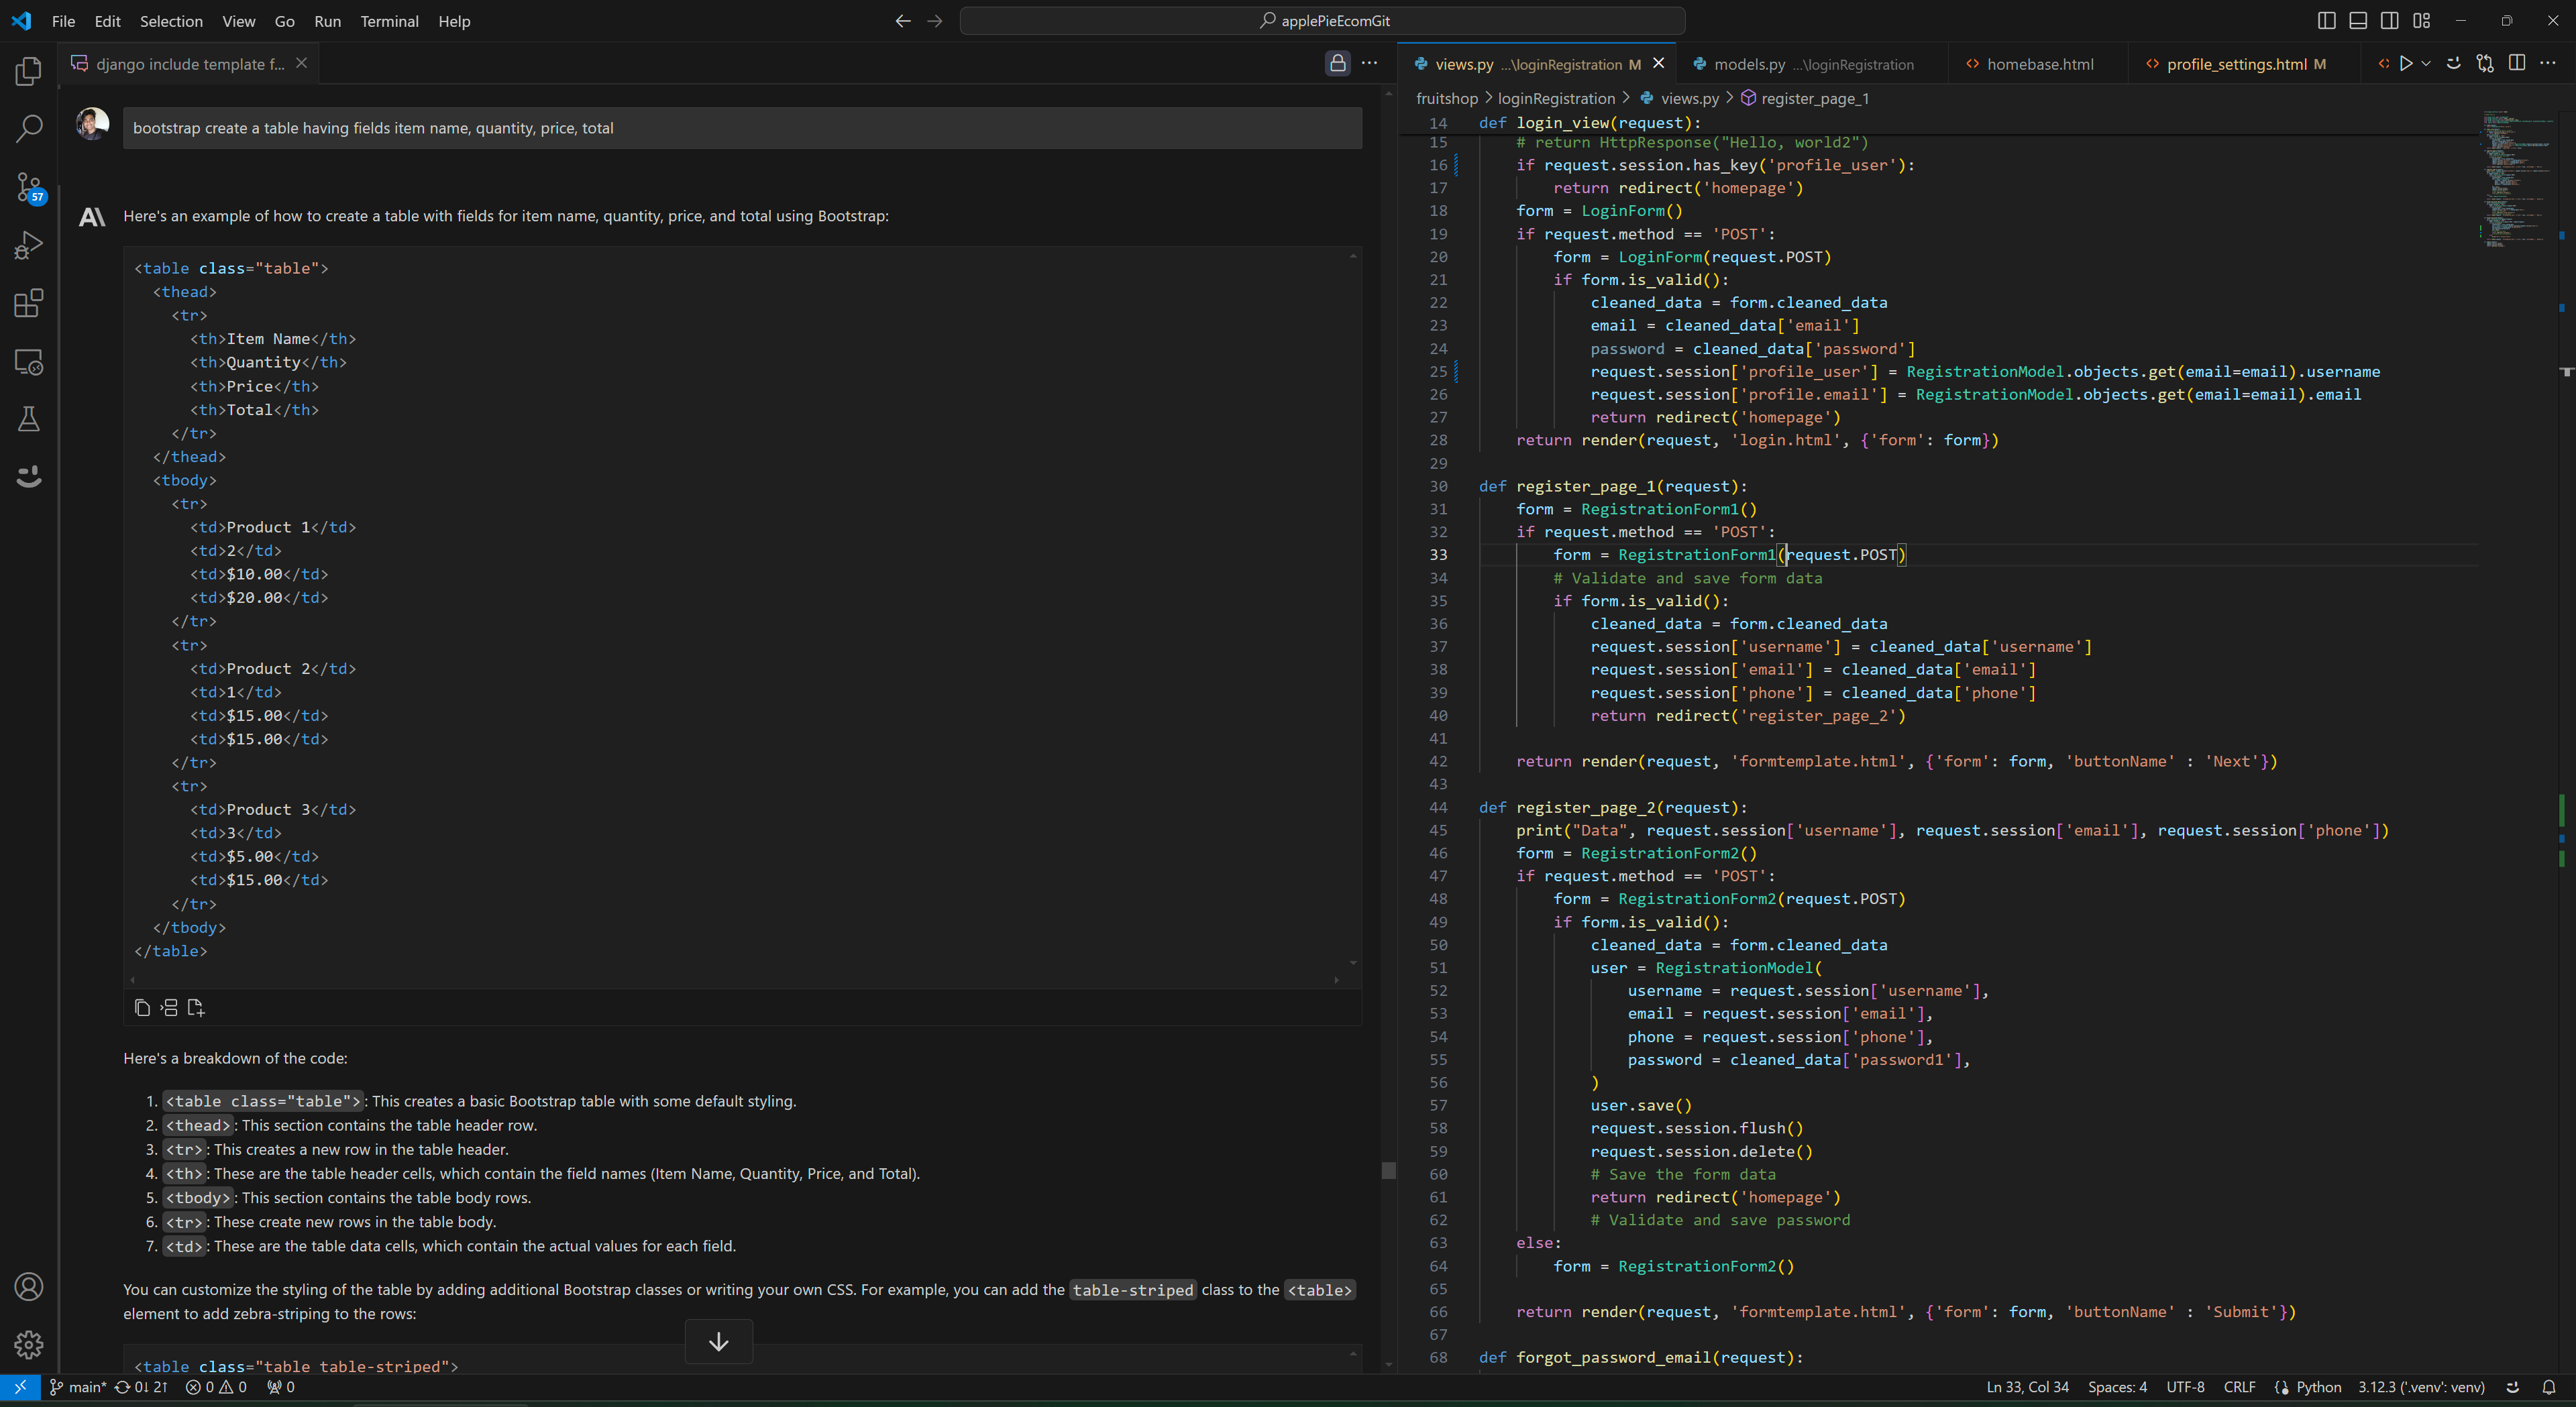 File Edit Selection View Go Run Terminal Help
applePieEcomGit
django include template f...
bootstrap create a table having fields item name, quantity, price, total
57
Here's an example of how to create a table with fields for item name, quantity, price, and total using Bootstrap:
<table class="table">
  <thead>
    <tr>
      <th>Item Name</th>
      <th>Quantity</th>
      <th>Price</th>
      <th>Total</th>
    </tr>
  </thead>
  <tbody>
    <tr>
      <td>Product 1</td>
      <td>2</td>
      <td>$10.00</td>
      <td>$20.00</td>
    </tr>
    <tr>
      <td>Product 2</td>
      <td>1</td>
      <td>$15.00</td>
      <td>$15.00</td>
    </tr>
    <tr>
      <td>Product 3</td>
      <td>3</td>
      <td>$5.00</td>
      <td>$15.00</td>
    </tr>
  </tbody>
</table>
Here's a breakdown of the code:
1. <table class="table">: This creates a basic Bootstrap table with some default styling.
2. <thead>: This section contains the table header row.
3. <tr>: This creates a new row in the table header.
4. <th>: These are the table header cells, which contain the field names (Item Name, Quantity, Price, and Total).
5. <tbody>: This section contains the table body rows.
6. <tr>: These create new rows in the table body.
7. <td>: These are the table data cells, which contain the actual values for each field.
You can customize the styling of the table by adding additional Bootstrap classes or writing your own CSS. For example, you can add the table-striped class to the <table>
element to add zebra-striping to the rows:
<table class="table table-striped">
views.py ...\loginRegistration M models.py ...\loginRegistration homebase.html profile_settings.html M
fruitshop > loginRegistration > views.py > register_page_1
14 def login_view(request):
15     # return HttpResponse("Hello, world2")
16     if request.session.has_key('profile_user'):
17         return redirect('homepage')
18     form = LoginForm()
19     if request.method == 'POST':
20         form = LoginForm(request.POST)
21         if form.is_valid():
22             cleaned_data = form.cleaned_data
23             email = cleaned_data['email']
24             password = cleaned_data['password']
25             request.session['profile_user'] = RegistrationModel.objects.get(email=email).username
26             request.session['profile.email'] = RegistrationModel.objects.get(email=email).email
27             return redirect('homepage')
28     return render(request, 'login.html', {'form': form})
29
30 def register_page_1(request):
31     form = RegistrationForm1()
32     if request.method == 'POST':
33         form = RegistrationForm1(request.POST)
34         # Validate and save form data
35         if form.is_valid():
36             cleaned_data = form.cleaned_data
37             request.session['username'] = cleaned_data['username']
38             request.session['email'] = cleaned_data['email']
39             request.session['phone'] = cleaned_data['phone']
40             return redirect('register_page_2')
41
42     return render(request, 'formtemplate.html', {'form': form, 'buttonName' : 'Next'})
43
44 def register_page_2(request):
45     print("Data", request.session['username'], request.session['email'], request.session['phone'])
46     form = RegistrationForm2()
47     if request.method == 'POST':
48         form = RegistrationForm2(request.POST)
49         if form.is_valid():
50             cleaned_data = form.cleaned_data
51             user = RegistrationModel(
52                 username = request.session['username'],
53                 email = request.session['email'],
54                 phone = request.session['phone'],
55                 password = cleaned_data['password1'],
56             )
57             user.save()
58             request.session.flush()
59             request.session.delete()
60             # Save the form data
61             return redirect('homepage')
62             # Validate and save password
63     else:
64         form = RegistrationForm2()
65
66     return render(request, 'formtemplate.html', {'form': form, 'buttonName' : 'Submit'})
67
68 def forgot_password_email(request):
main* 0↓ 2↑ 0 0 0 Ln 33, Col 34 Spaces: 4 UTF-8 CRLF Python 3.12.3 ('.venv': venv)